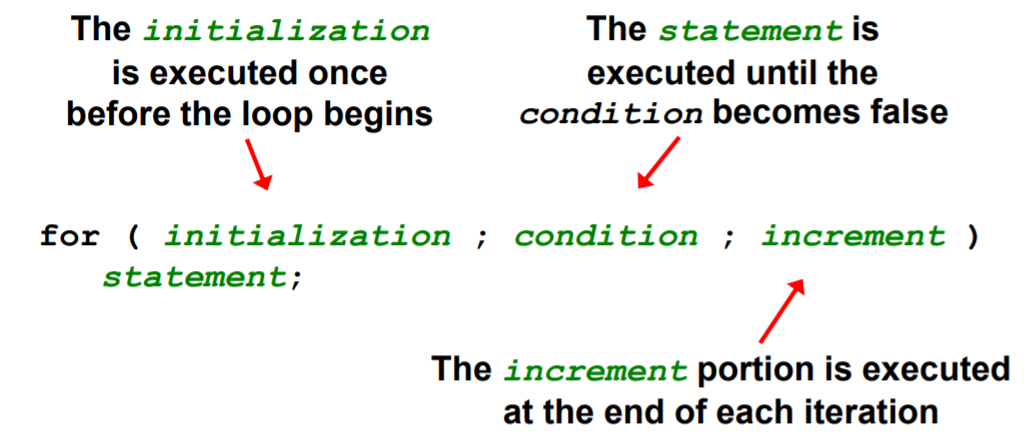 The initialization
is executed once
before the loop begins
The statement is
executed until the
condition becomes false
for ( initialization ; condition ; increment )
statement;
The increment portion is executed
at the end of each iteration